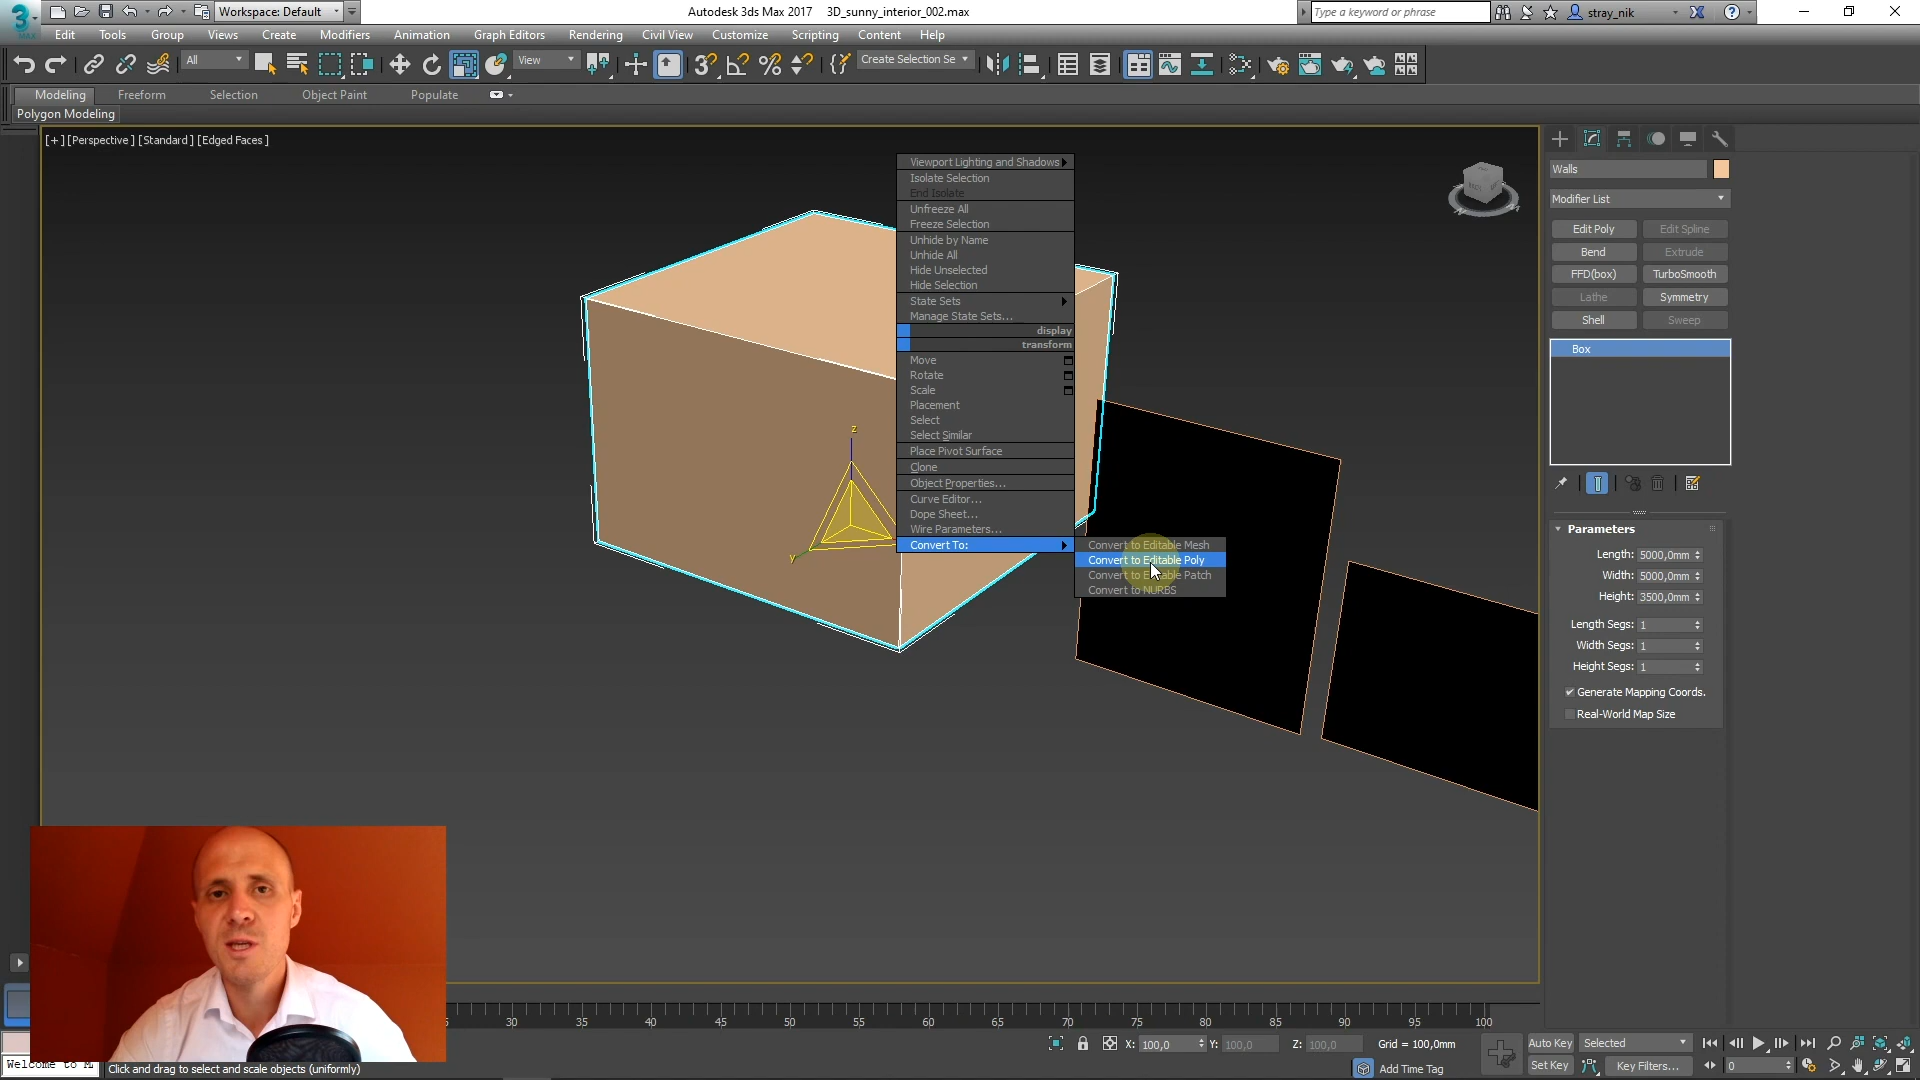 Workspace: Default
Autodesk 3ds Max 2017    3D_sunny_interior_002.max
Type a keyword or phrase
stray_nik
MAX
Edit Tools Group Views Create Modifiers Animation Graph Editors Rendering Civil View Customize Scripting Content Help
All
View
Create Selection Se
Modeling Freeform Selection Object Paint Populate
Polygon Modeling
[+] [Perspective] [Standard] [Edged Faces]
Viewport Lighting and Shadows
Isolate Selection
End Isolate
Unfreeze All
Freeze Selection
Unhide by Name
Unhide All
Hide Unselected
Hide Selection
State Sets
Manage State Sets...
display
transform
Move
Rotate
Scale
Placement
Select
Select Similar
Place Pivot Surface
Clone
Object Properties...
Curve Editor...
Dope Sheet...
Wire Parameters...
Convert To:
Convert to Editable Mesh
Convert to Editable Poly
Convert to Editable Patch
Convert to NURBS
z
y
Walls
Modifier List
Edit Poly Edit Spline
Bend Extrude
FFD(box) TurboSmooth
Lathe Symmetry
Shell Sweep
Box
Parameters
Length: 5000,0mm
Width: 5000,0mm
Height: 3500,0mm
Length Segs: 1
Width Segs: 1
Height Segs: 1
Generate Mapping Coords.
Real-World Map Size
30 35 40 45 50 55 60 65 70 75 80 85 90 95 100
X: 100,0 Y: 100,0 Z: 100,0 Grid = 100,0mm
Auto Key Selected
Welcome to M
Click and drag to select and scale objects (uniformly)
Add Time Tag
Set Key Key Filters... 0